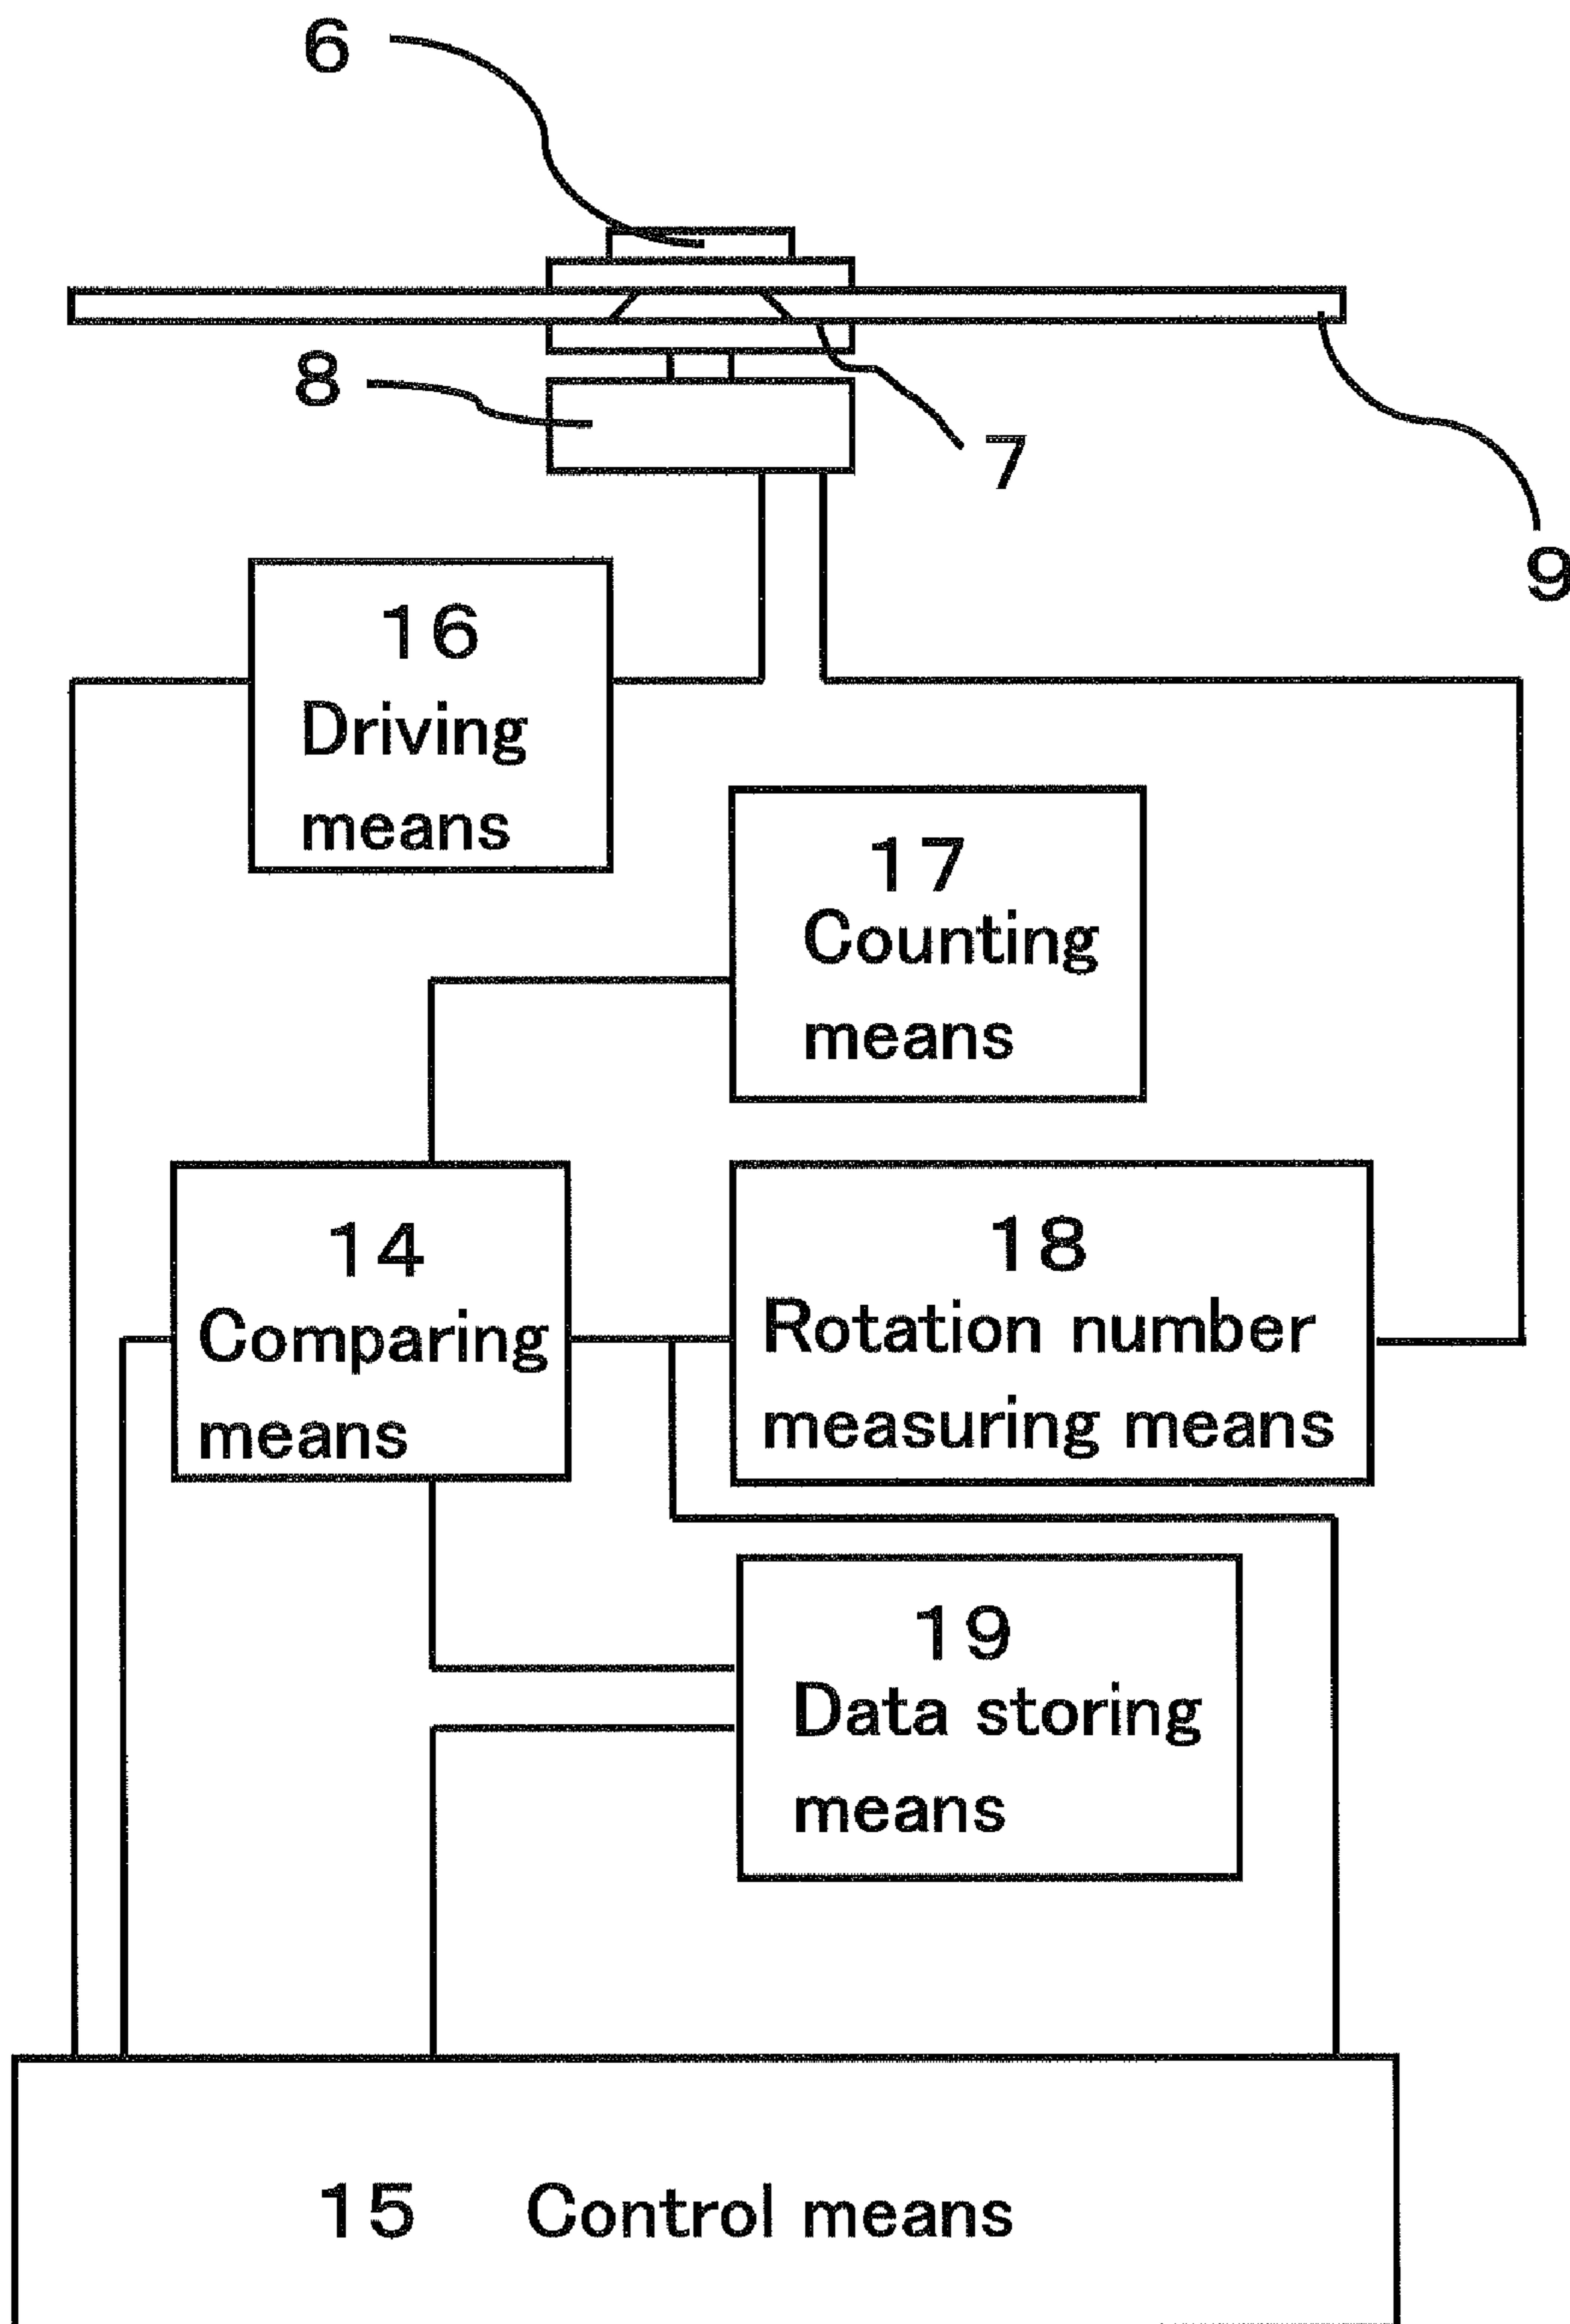 6
8
7
9
16
Driving
means
17
Counting
means
14
Comparing
means
18
Rotation number
measuring means
19
Data storing
means
15 Control means